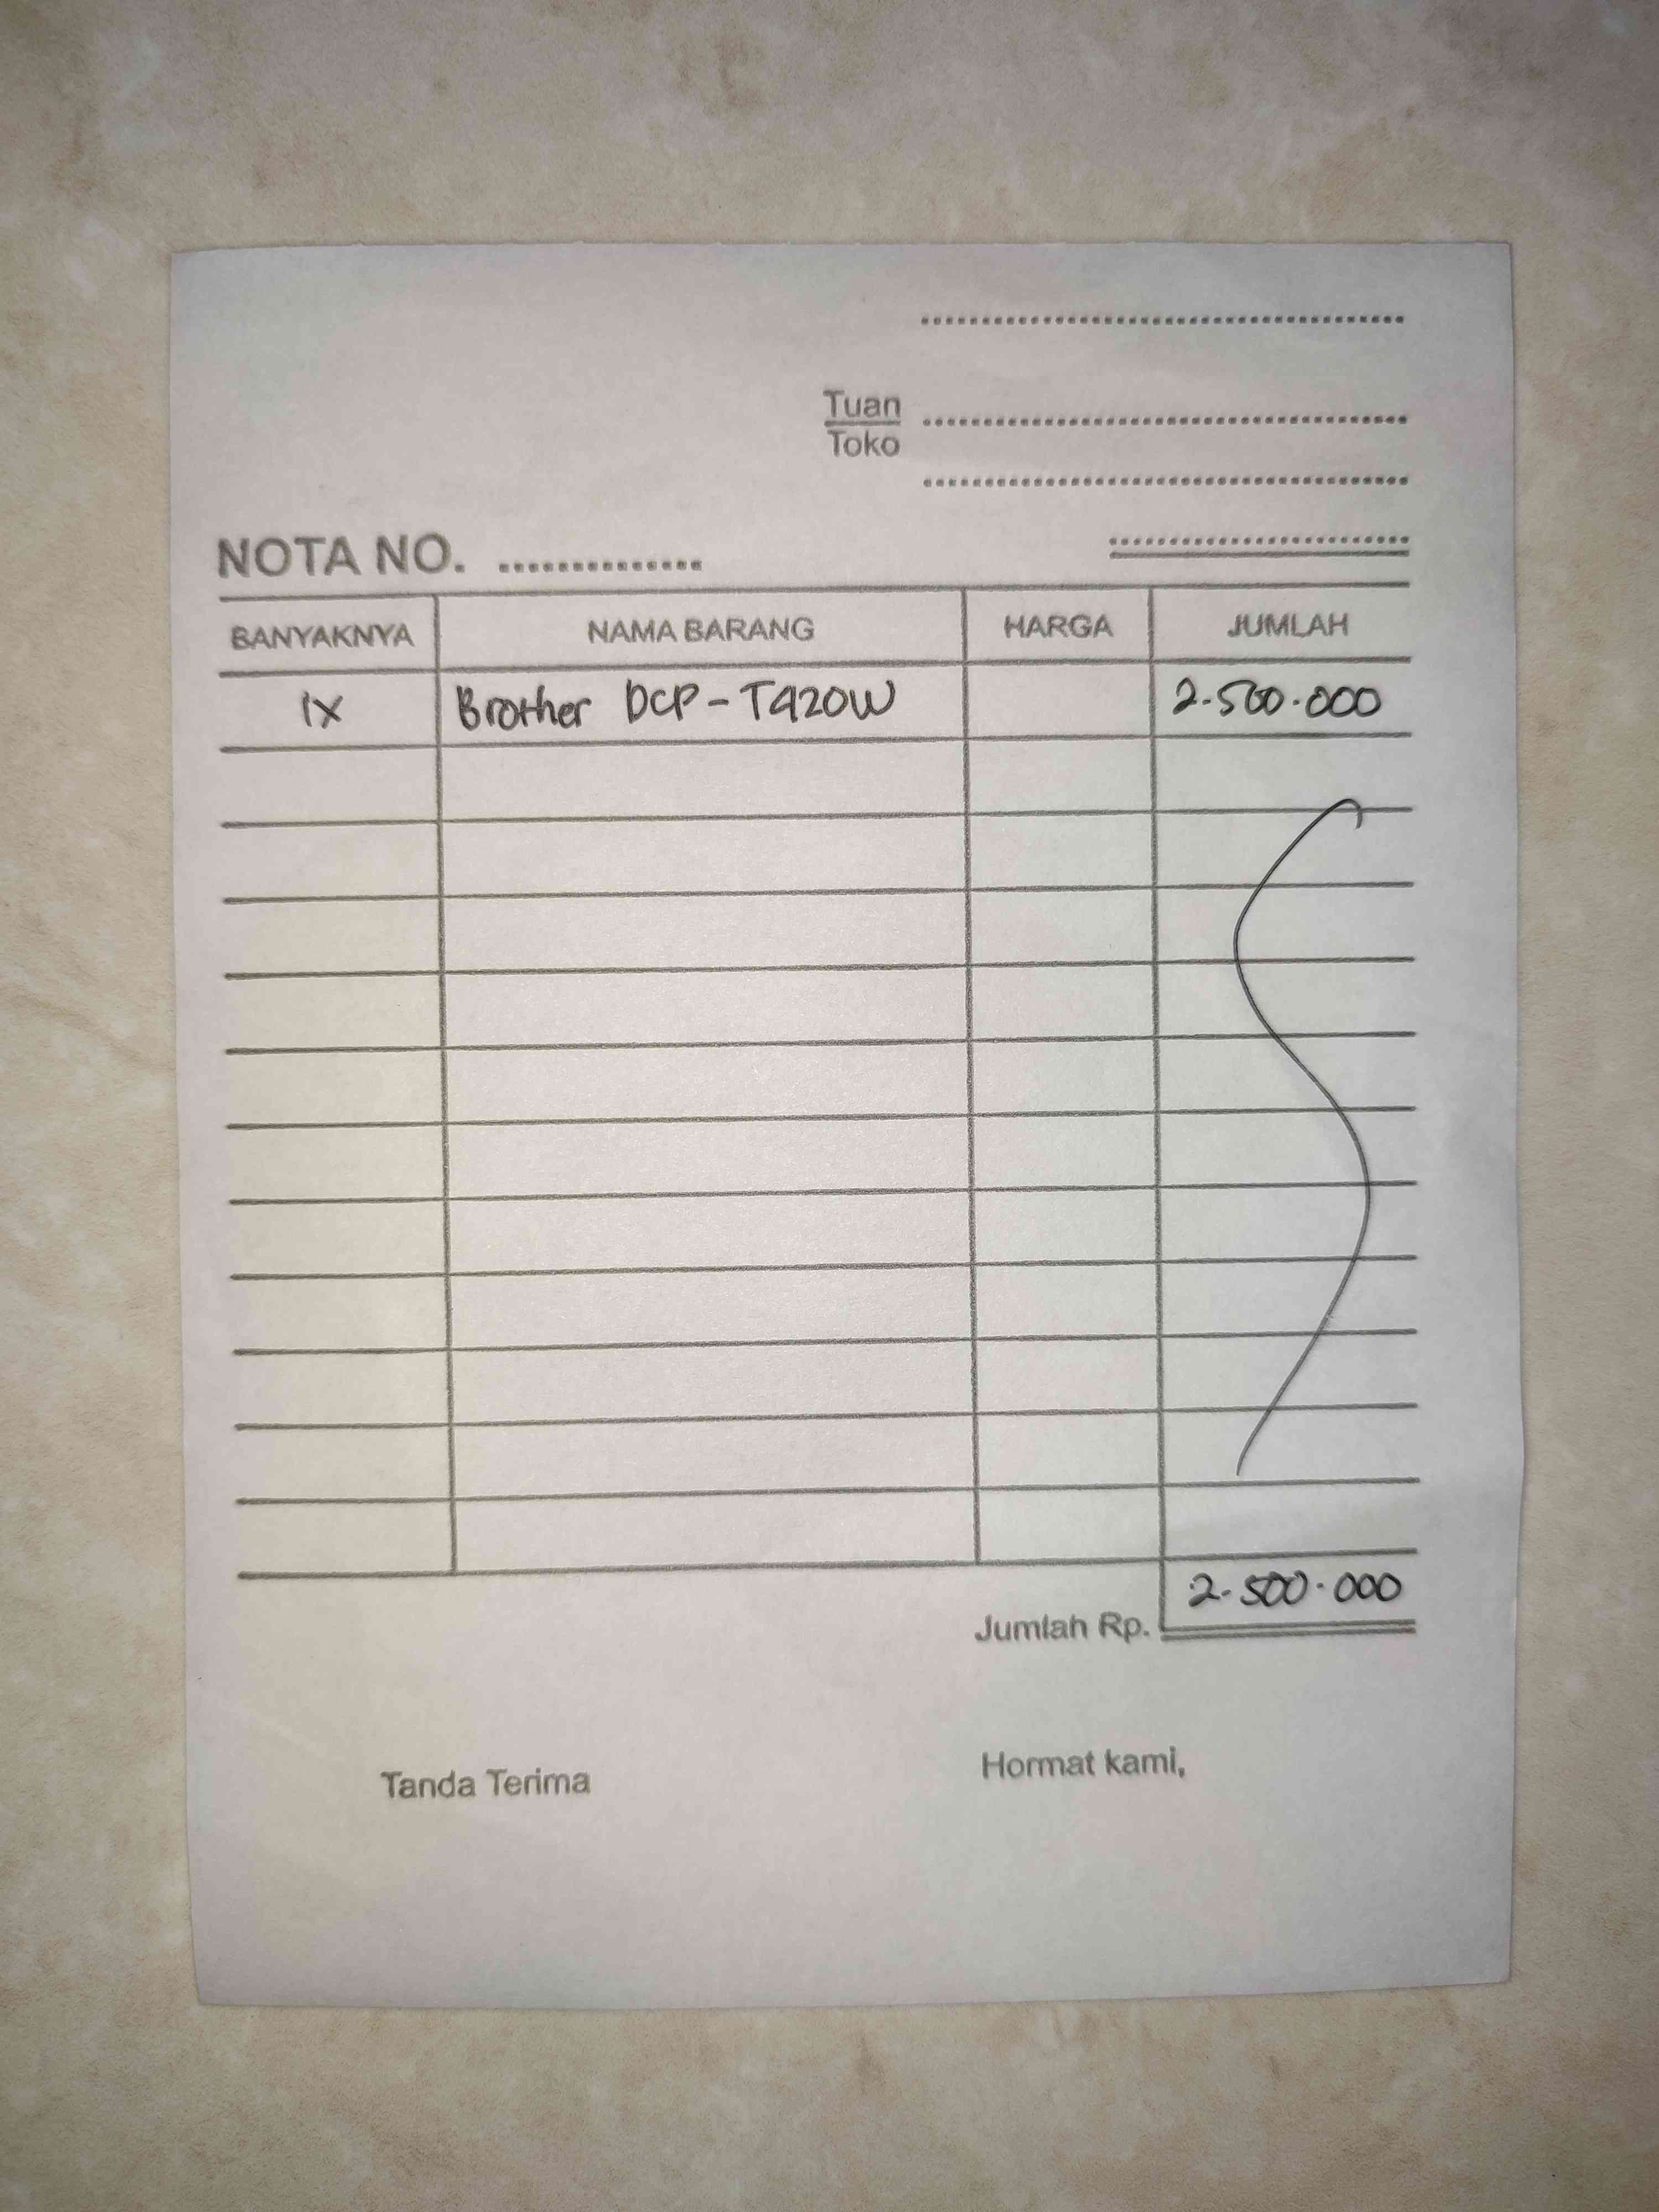 Tuan
Toko
NOTA NO.
BANYAKNYA NAMA BARANG HARGA JUMLAH
1X Brother DCP-T420W 2.500.000
2.500.000
Jumlah Rp.
Tanda Terima Hormat kami,